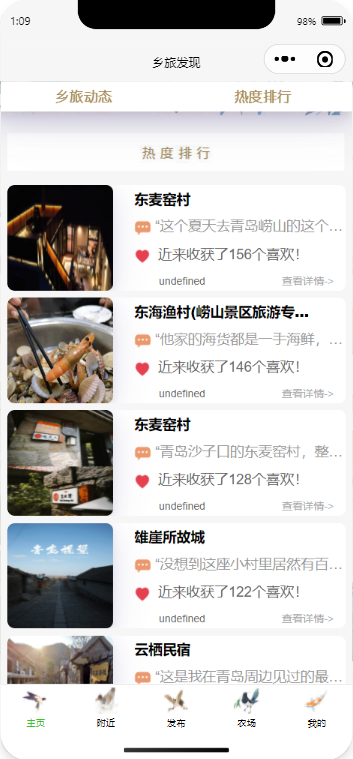 1:09
98%
乡旅发现
乡旅动态
热度排行
热度排行
东麦窑村
“这个夏天去青岛崂山的这个…
近来收获了156个喜欢！
undefined
查看详情->
东海渔村(崂山景区旅游专...
“他家的海货都是一手海鲜，…
近来收获了146个喜欢！
undefined
查看详情->
东麦窑村
“青岛沙子口的东麦窑村，整…
近来收获了128个喜欢！
undefined
查看详情->
雄崖所故城
“没想到这座小村里居然有百…
近来收获了122个喜欢！
undefined
查看详情->
云栖民宿
“这是我在青岛周边见过的最…
主页
附近
发布
农场
我的